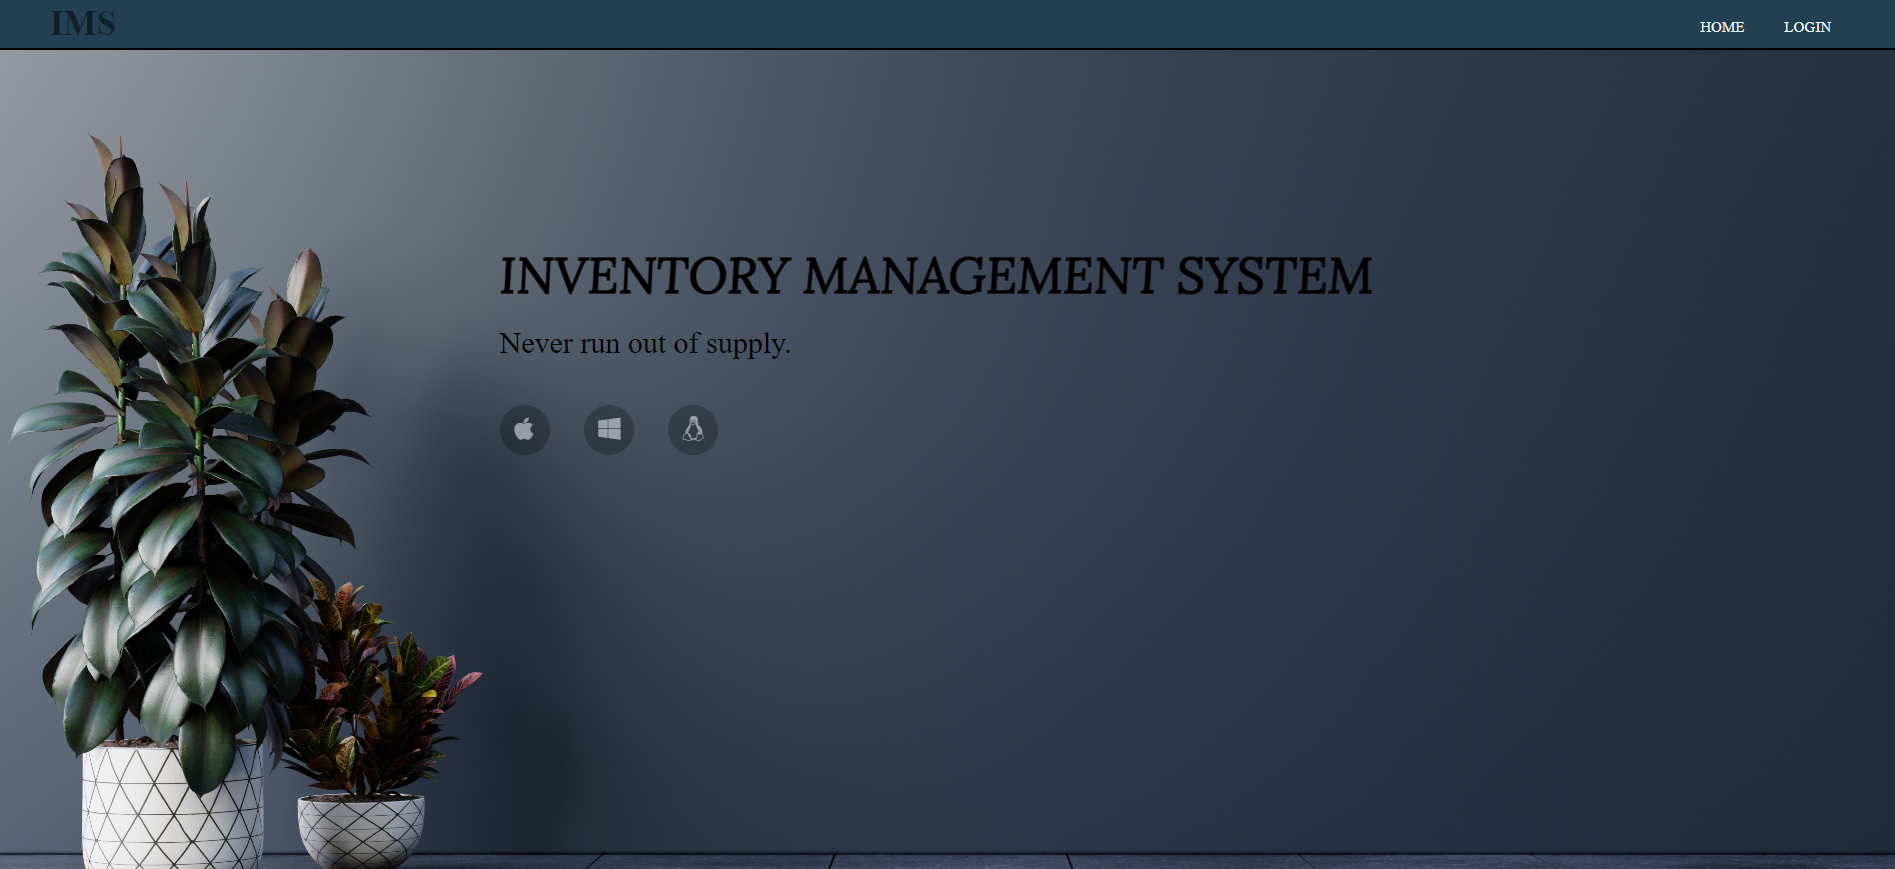 IMS
HOME
LOGIN
INVENTORY MANAGEMENT SYSTEM
Never run out of supply.